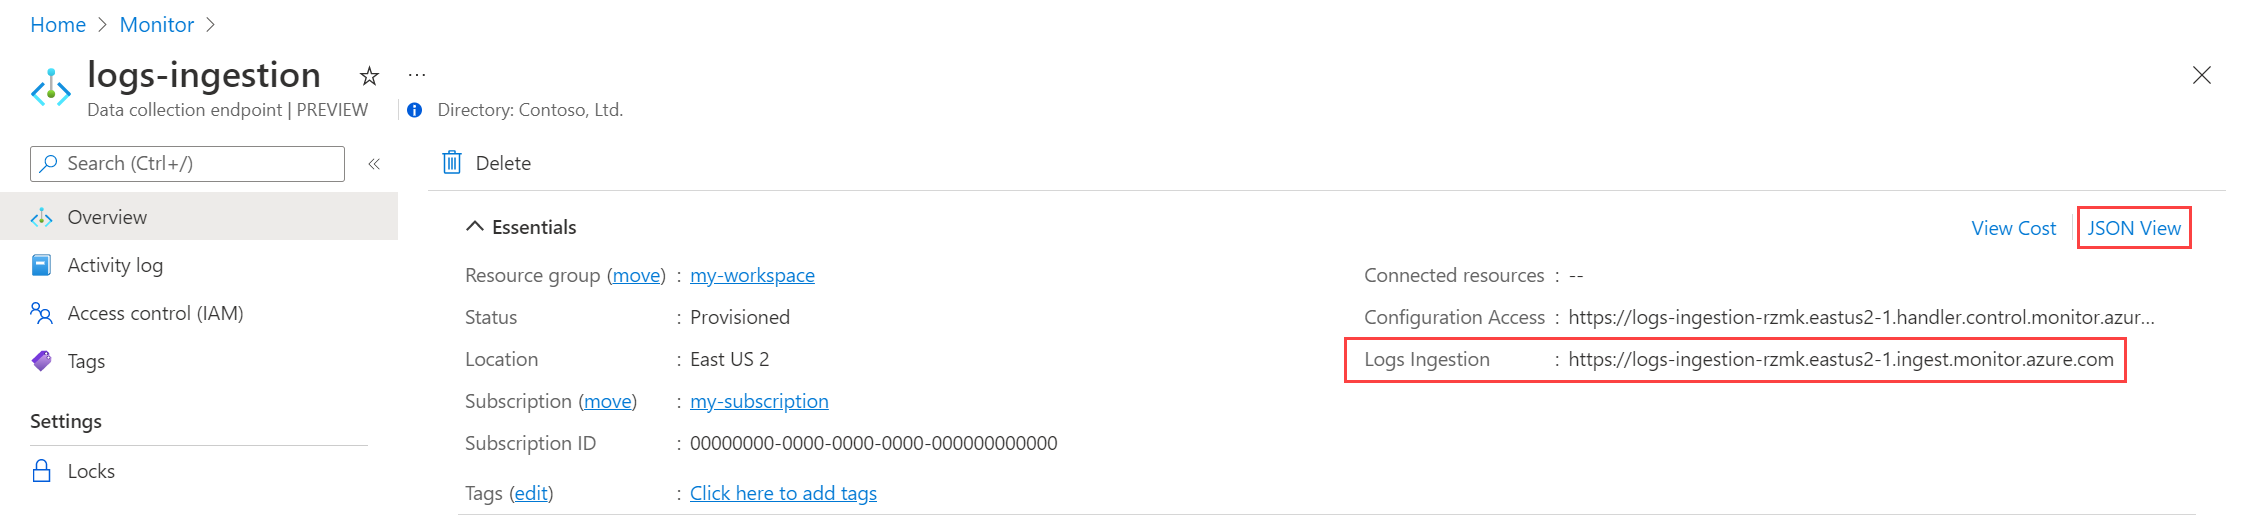 Home > Monitor >
logs-ingestion ☆ ...
Data collection endpoint | PREVIEW
Directory: Contoso, Ltd.
Search (Ctrl+/) «
Delete
Overview
Activity log
Access control (IAM)
Tags
Settings
Locks
Essentials
View Cost
JSON View
Resource group (move) : my-workspace
Status : Provisioned
Location : East US 2
Subscription (move) : my-subscription
Subscription ID : 00000000-0000-0000-0000-000000000000
Tags (edit) : Click here to add tags
Connected resources : --
Configuration Access : https://logs-ingestion-rzmk.eastus2-1.handler.control.monitor.azur...
Logs Ingestion : https://logs-ingestion-rzmk.eastus2-1.ingest.monitor.azure.com